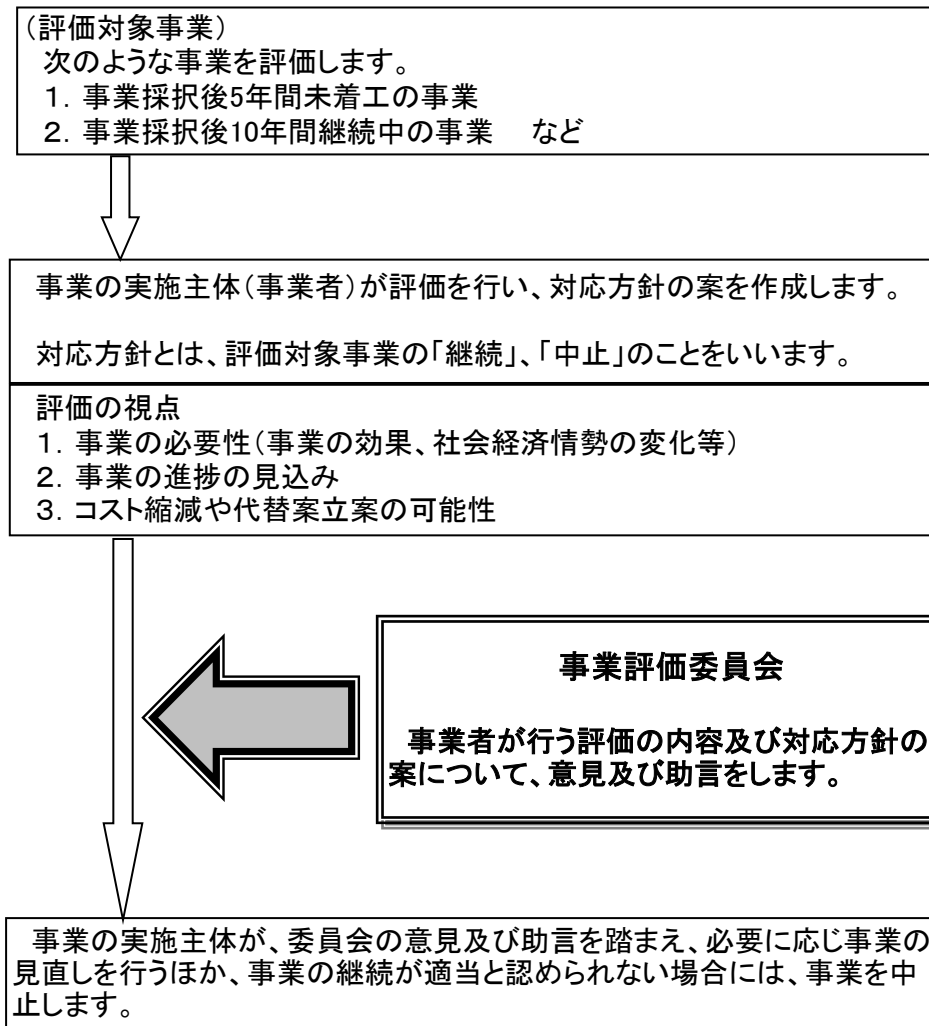 (評価対象事業)
次のような事業を評価します。
1．事業採択後5年間未着工の事業
2．事業採択後10年間継続中の事業　など
事業の実施主体(事業者)が評価を行い、対応方針の案を作成します。
対応方針とは、評価対象事業の「継続」、「中止」のことをいいます。
評価の視点
1．事業の必要性(事業の効果、社会経済情勢の変化等)
2．事業の進捗の見込み
3．コスト縮減や代替案立案の可能性
事業評価委員会
事業者が行う評価の内容及び対応方針の
案について、意見及び助言をします。
事業の実施主体が、委員会の意見及び助言を踏まえ、必要に応じ事業の
見直しを行うほか、事業の継続が適当と認められない場合には、事業を中
止します。